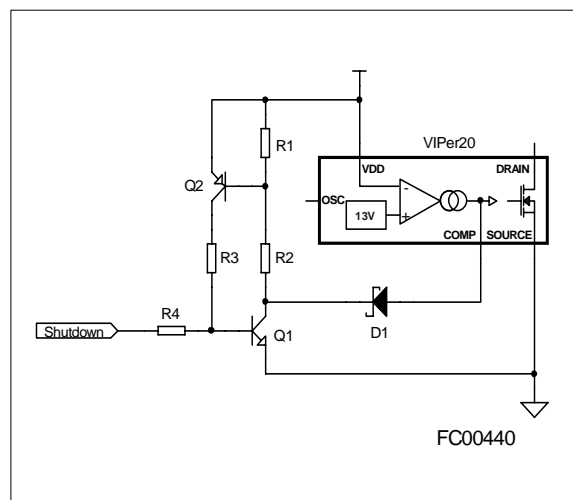 VIPer20
R1
VDD
DRAIN
Q2
-
OSC
13V
+
COMP
SOURCE
R3
R2
D1
Shutdown
R4
Q1
FC00440